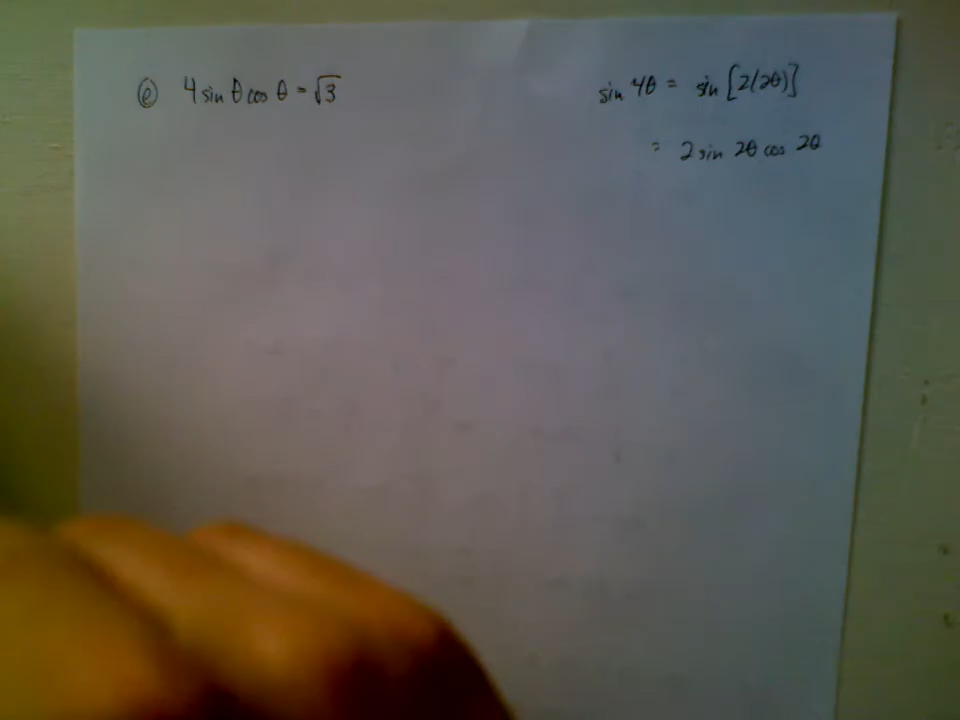 ⓔ 4 sin θ cos θ = √3
sin 4θ = sin [2(2θ)]
= 2 sin 2θ cos 2θ